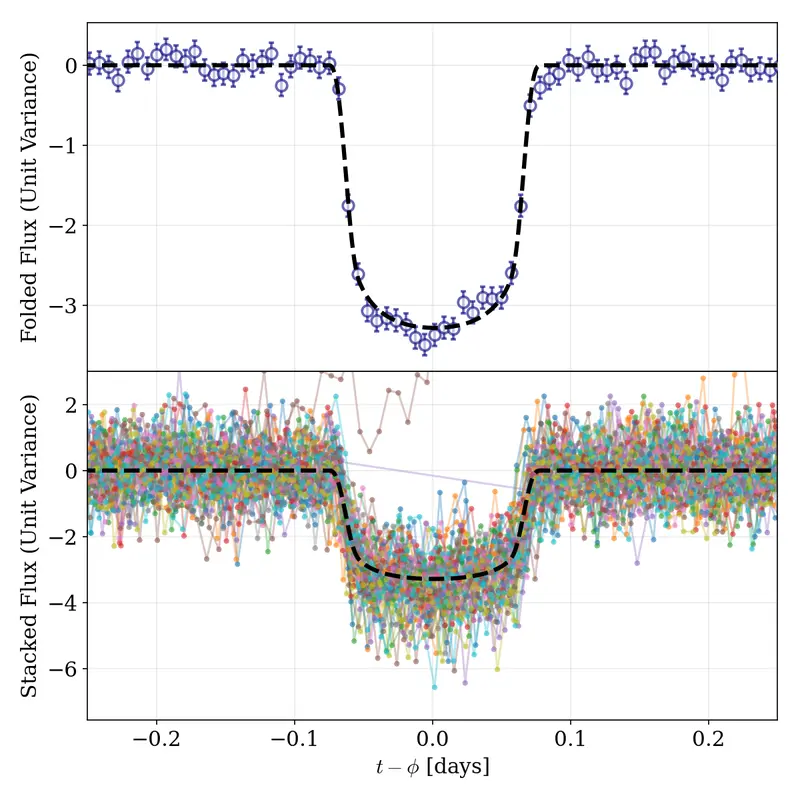 Folded Flux (Unit Variance)
0
−1
−2
−3
Stacked Flux (Unit Variance)
2
0
−2
−4
−6
−0.2 −0.1 0.0 0.1 0.2
t − ϕ [days]